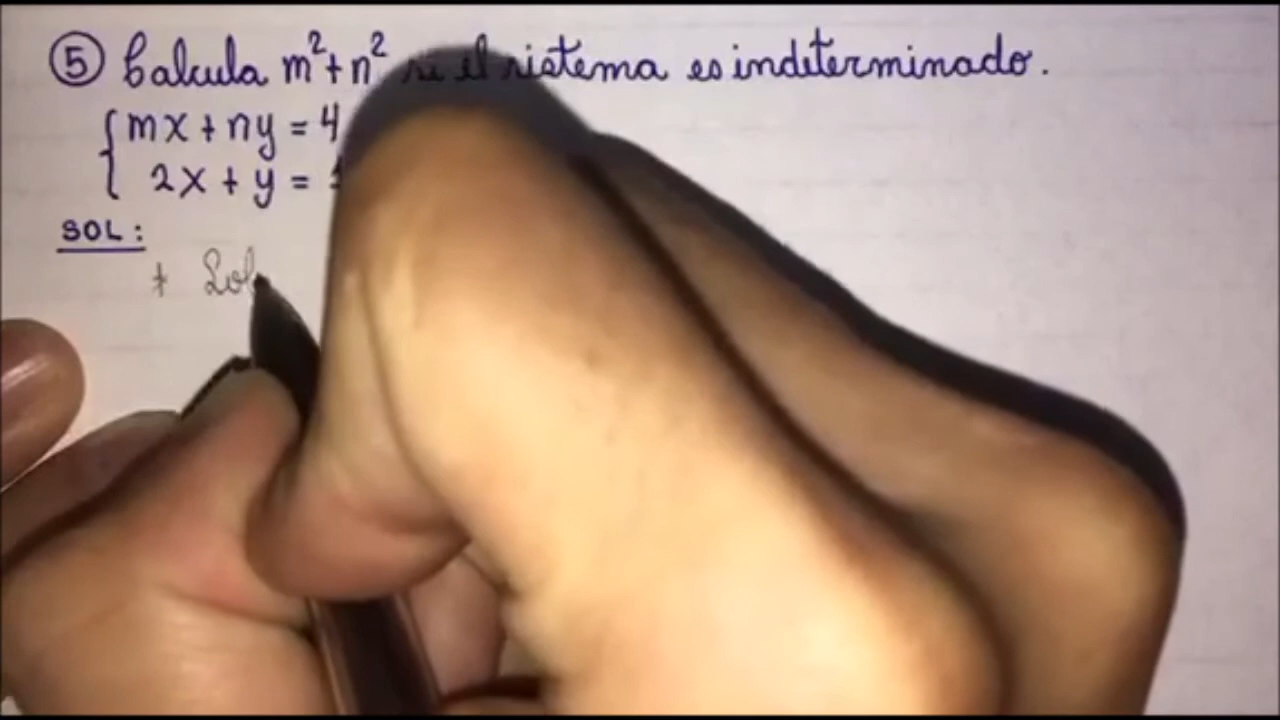 ⑤ Calcula m²+n² si el sistema es indeterminado.
mx + ny = 4
2x + y =
SOL:
* Sol